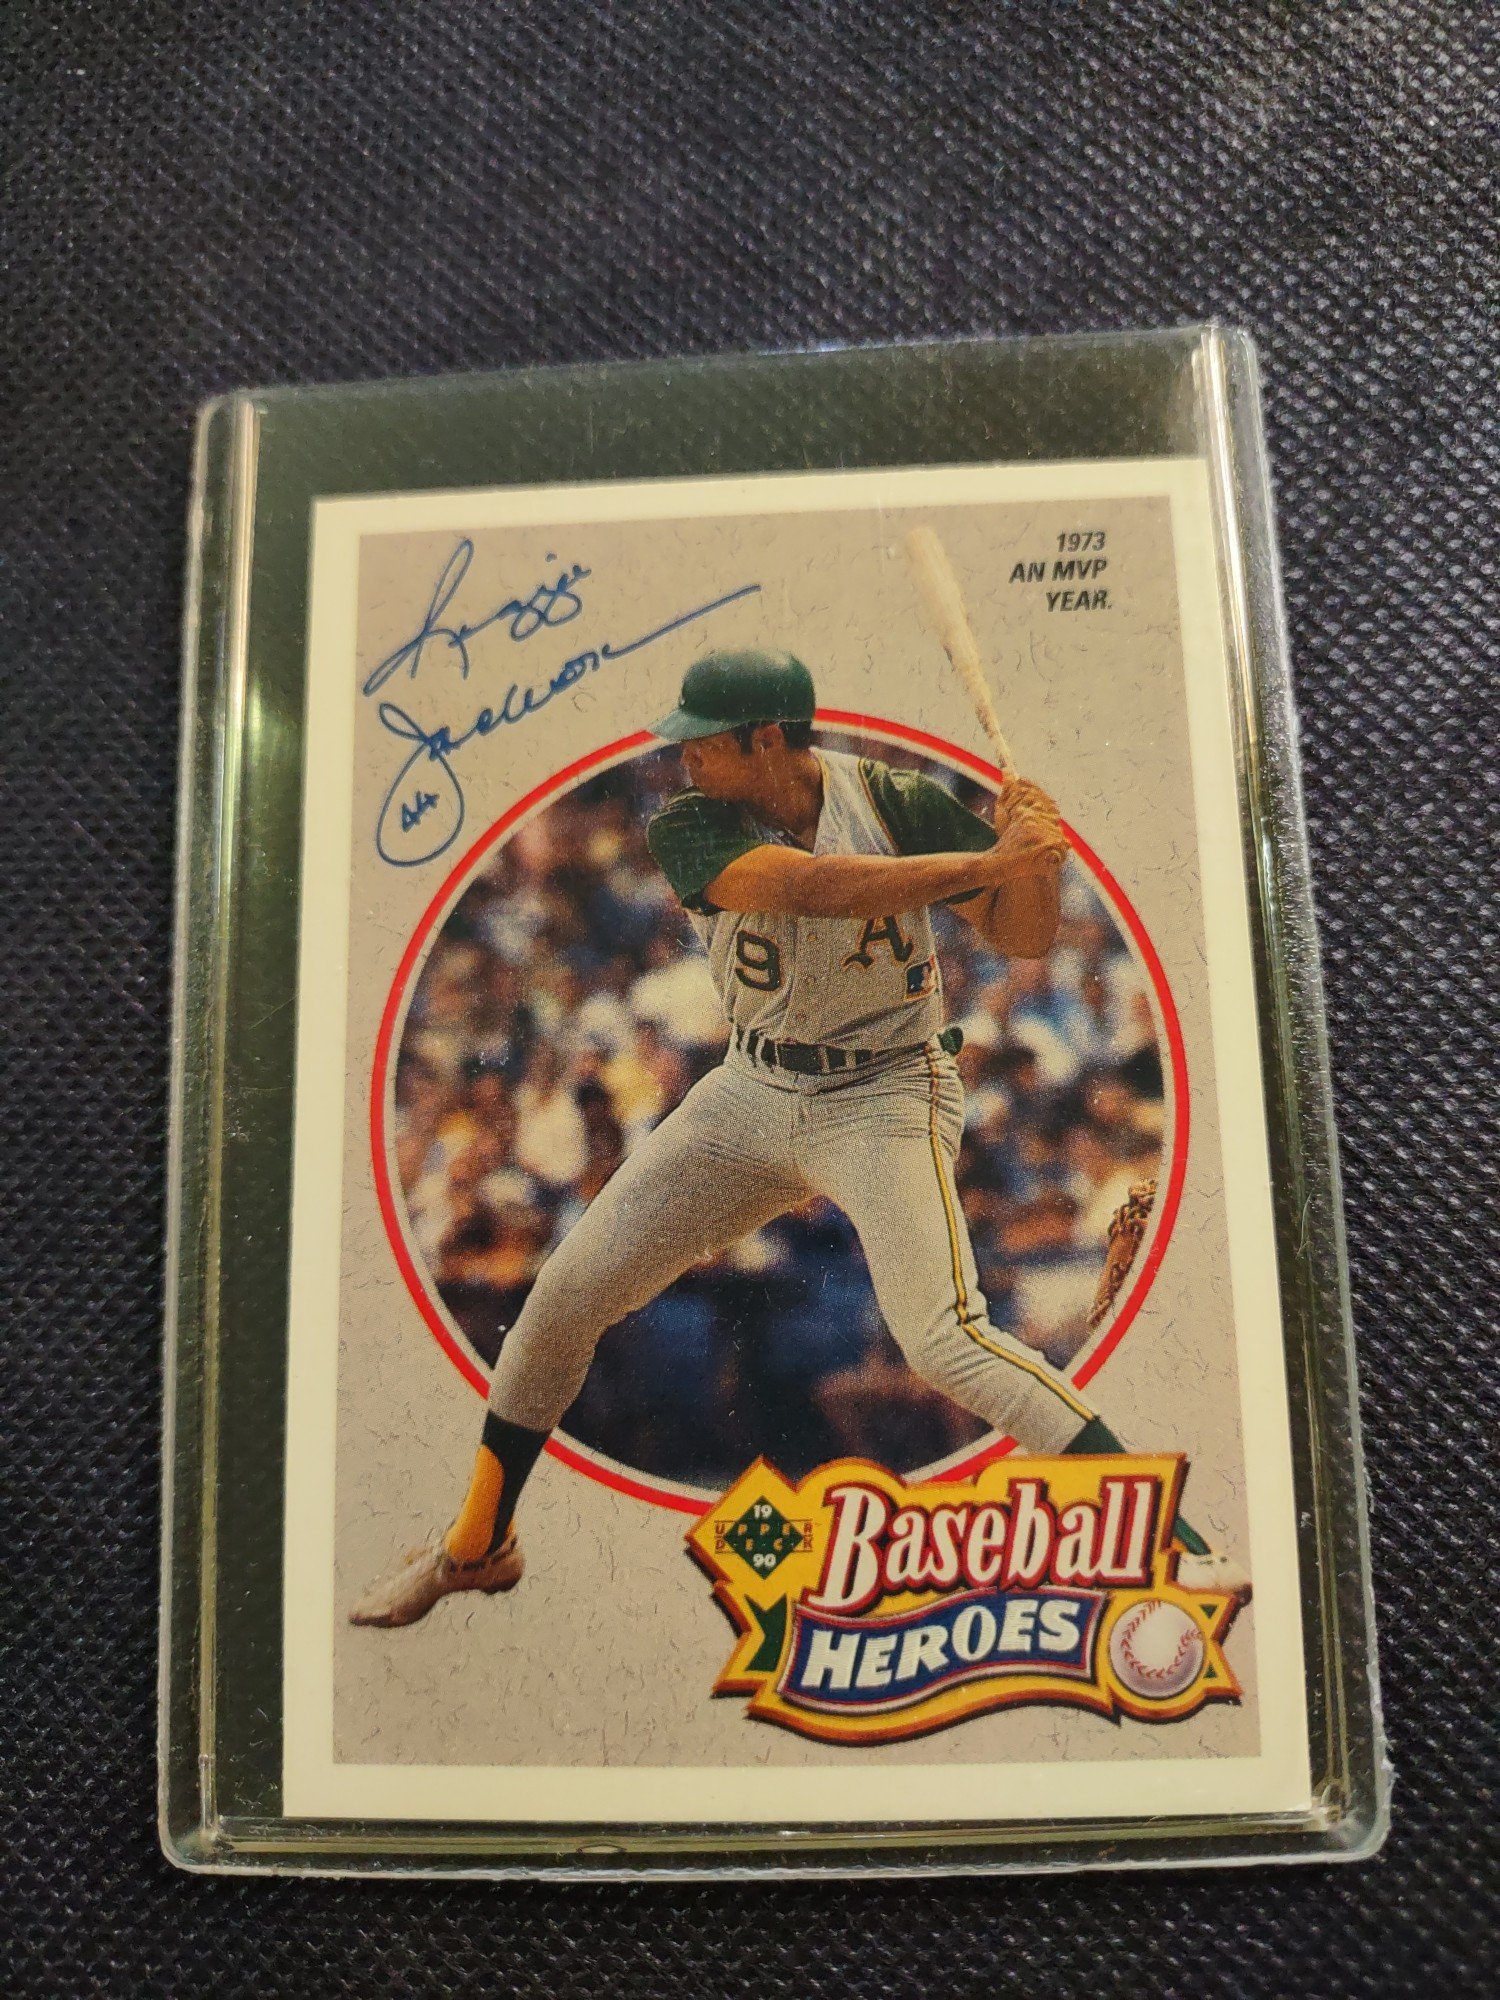 Reggie
Jackson
44
1973
AN MVP
YEAR.
9
A
19
UPPER
DECK
90
Baseball
HEROES